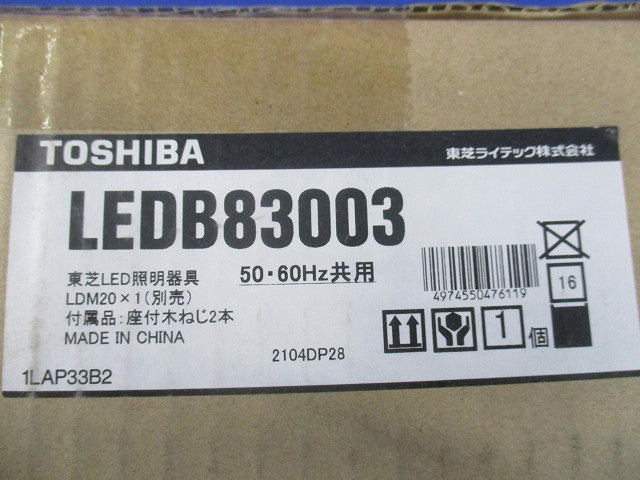 TOSHIBA
東芝ライテック株式会社
LEDB83003
東芝LED照明器具
50・60Hz共用
LDM20×1(別売)
付属品:座付木ねじ2本
MADE IN CHINA
2104DP28
4974550476119
16
1個
1LAP33B2